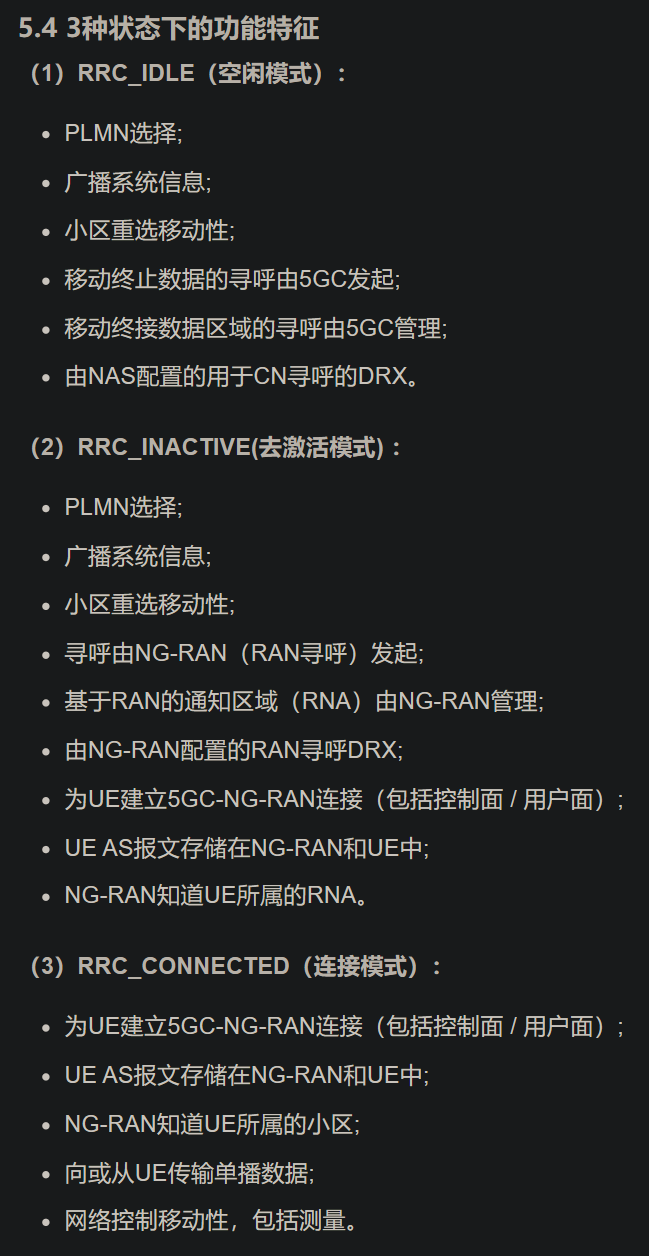 5.4 3种状态下的功能特征
（1）RRC_IDLE（空闲模式）:
• PLMN选择;
• 广播系统信息;
• 小区重选移动性;
• 移动终止数据的寻呼由5GC发起;
• 移动终接数据区域的寻呼由5GC管理;
• 由NAS配置的用于CN寻呼的DRX。
（2）RRC_INACTIVE(去激活模式) :
• PLMN选择;
• 广播系统信息;
• 小区重选移动性;
• 寻呼由NG-RAN（RAN寻呼）发起;
• 基于RAN的通知区域（RNA）由NG-RAN管理;
• 由NG-RAN配置的RAN寻呼DRX;
• 为UE建立5GC-NG-RAN连接（包括控制面 / 用户面）;
• UE AS报文存储在NG-RAN和UE中;
• NG-RAN知道UE所属的RNA。
（3）RRC_CONNECTED（连接模式）:
• 为UE建立5GC-NG-RAN连接（包括控制面 / 用户面）;
• UE AS报文存储在NG-RAN和UE中;
• NG-RAN知道UE所属的小区;
• 向或从UE传输单播数据;
• 网络控制移动性，包括测量。